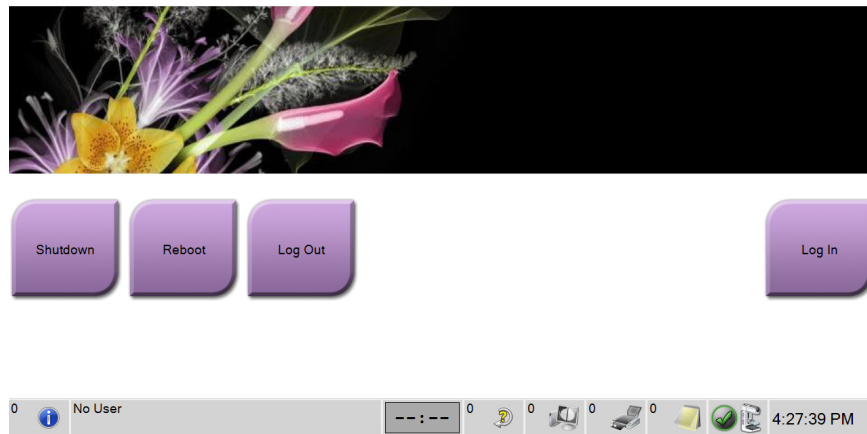 Shutdown
Reboot
Log Out
Log In
0
No User
--:--
0
0
0
0
4:27:39 PM